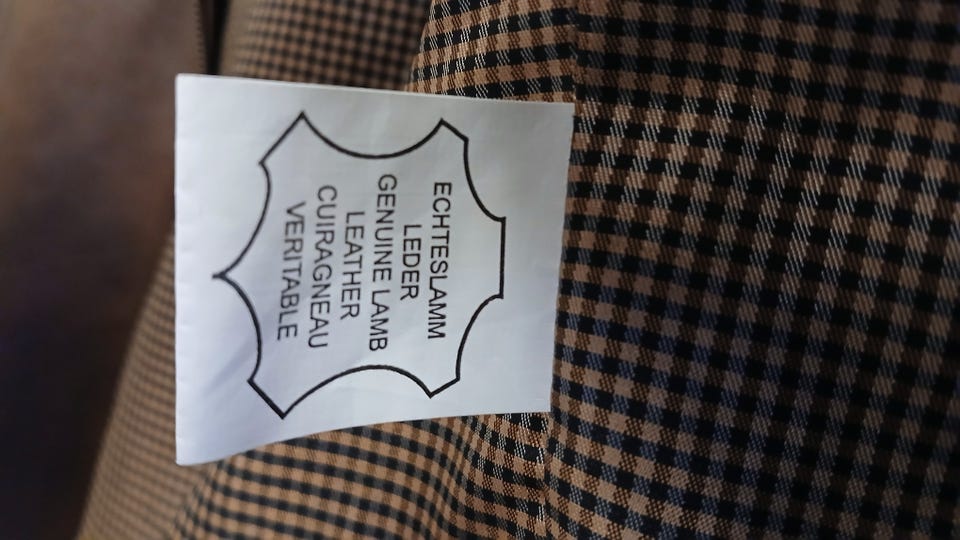 ECHTESLAMM
LEDER
GENUINE LAMB
LEATHER
CUIRAGNEAU
VERITABLE